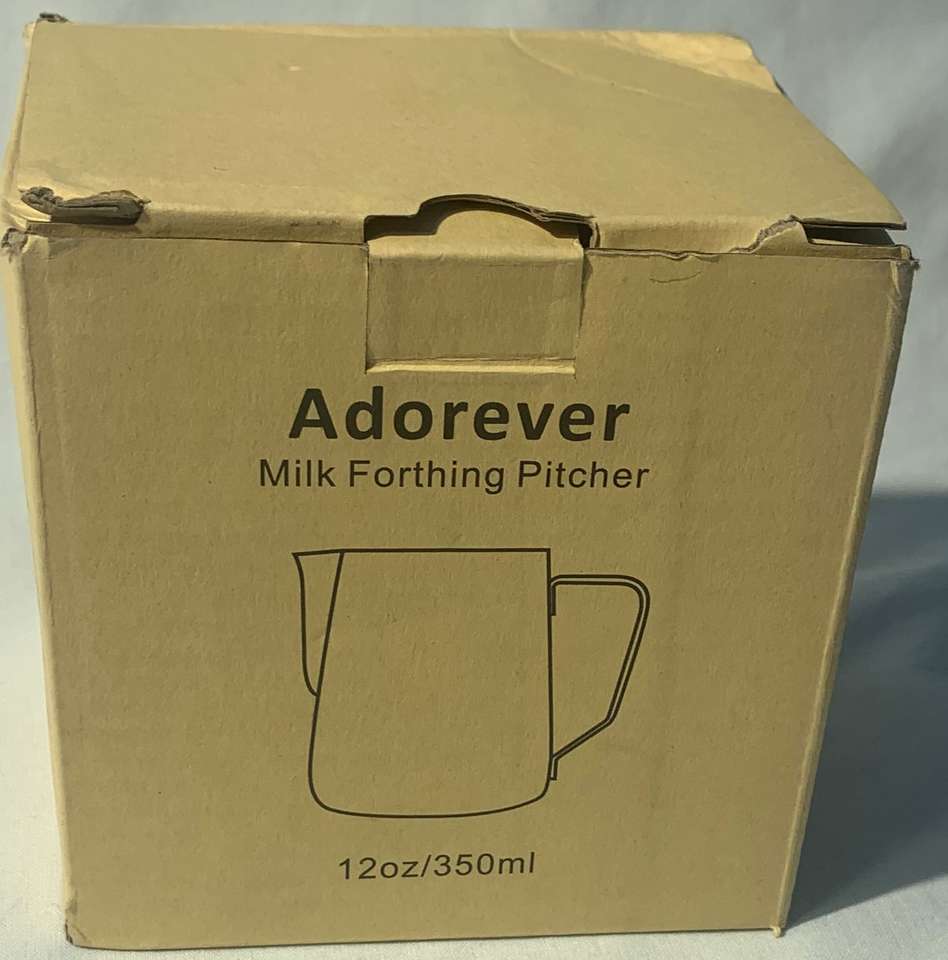 Adorever
Milk Forthing Pitcher
12oz/350ml